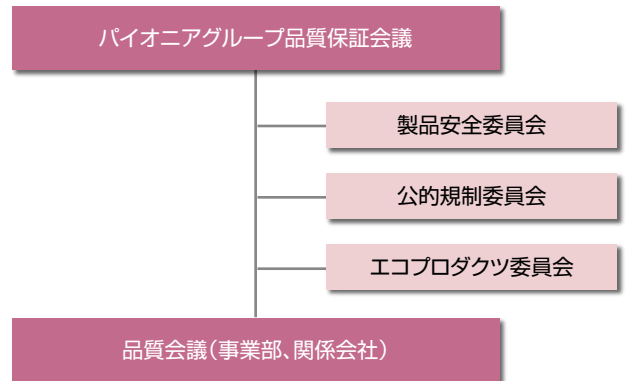 パイオニアグループ品質保証会議
製品安全委員会
公的規制委員会
エコプロダクツ委員会
品質会議(事業部、関係会社)